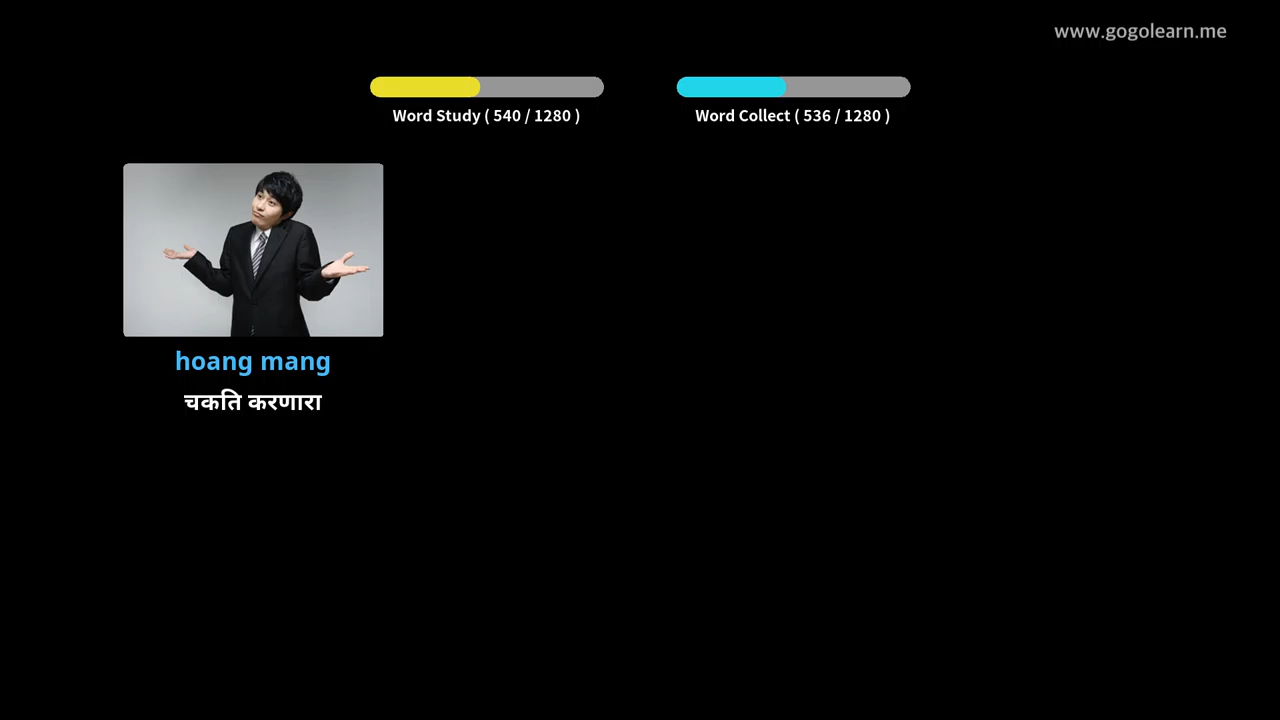 www.gogolearn.me
Word Study ( 540 / 1280 )
Word Collect ( 536 / 1280 )
hoang mang
चकति करणारा